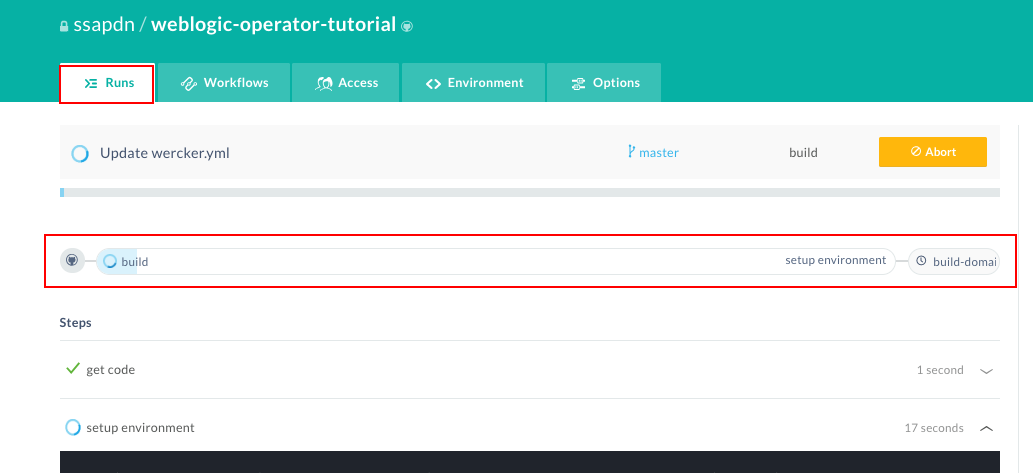 ssapdn / weblogic-operator-tutorial
Runs Workflows Access Environment Options
Update wercker.yml master build Abort
build setup environment build-domai
Steps
get code 1 second
setup environment 17 seconds